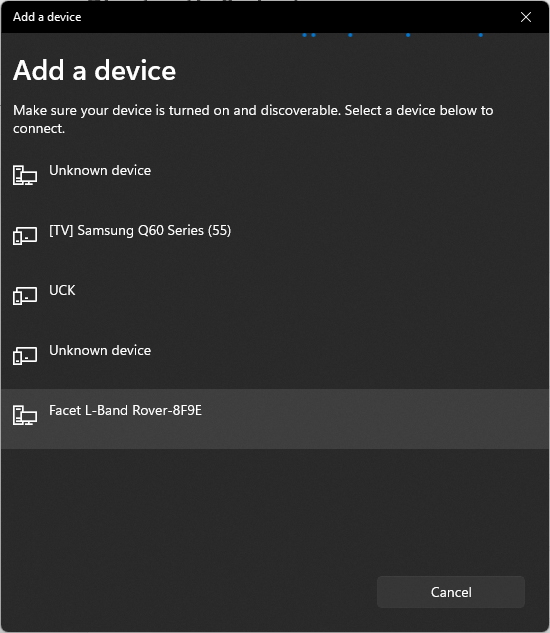 Add a device
Add a device
Make sure your device is turned on and discoverable. Select a device below to
connect.
Unknown device
[TV] Samsung Q60 Series (55)
UCK
Unknown device
Facet L-Band Rover-8F9E
Cancel